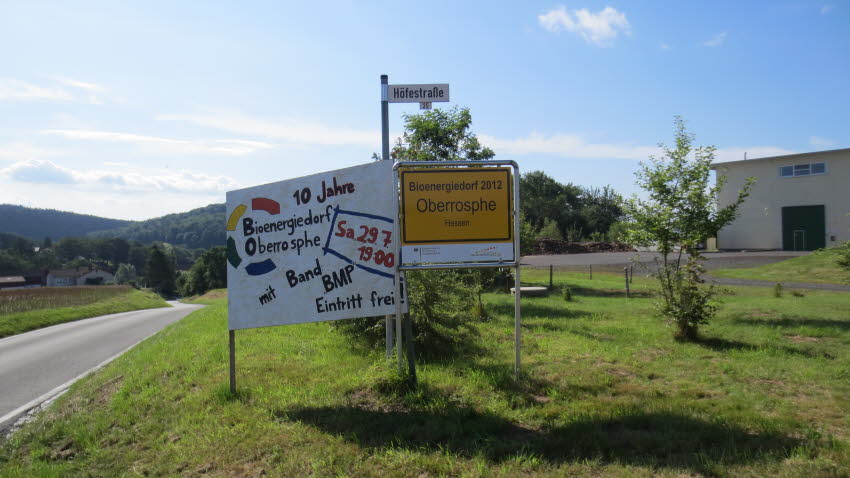 Höfestraße
10 Jahre
Bioenergiedorf
Oberrosphe
Sa. 29 7
19:00
mit Band BMP
Eintritt frei
Bioenergiedorf 2012
Oberrosphe
Hessen